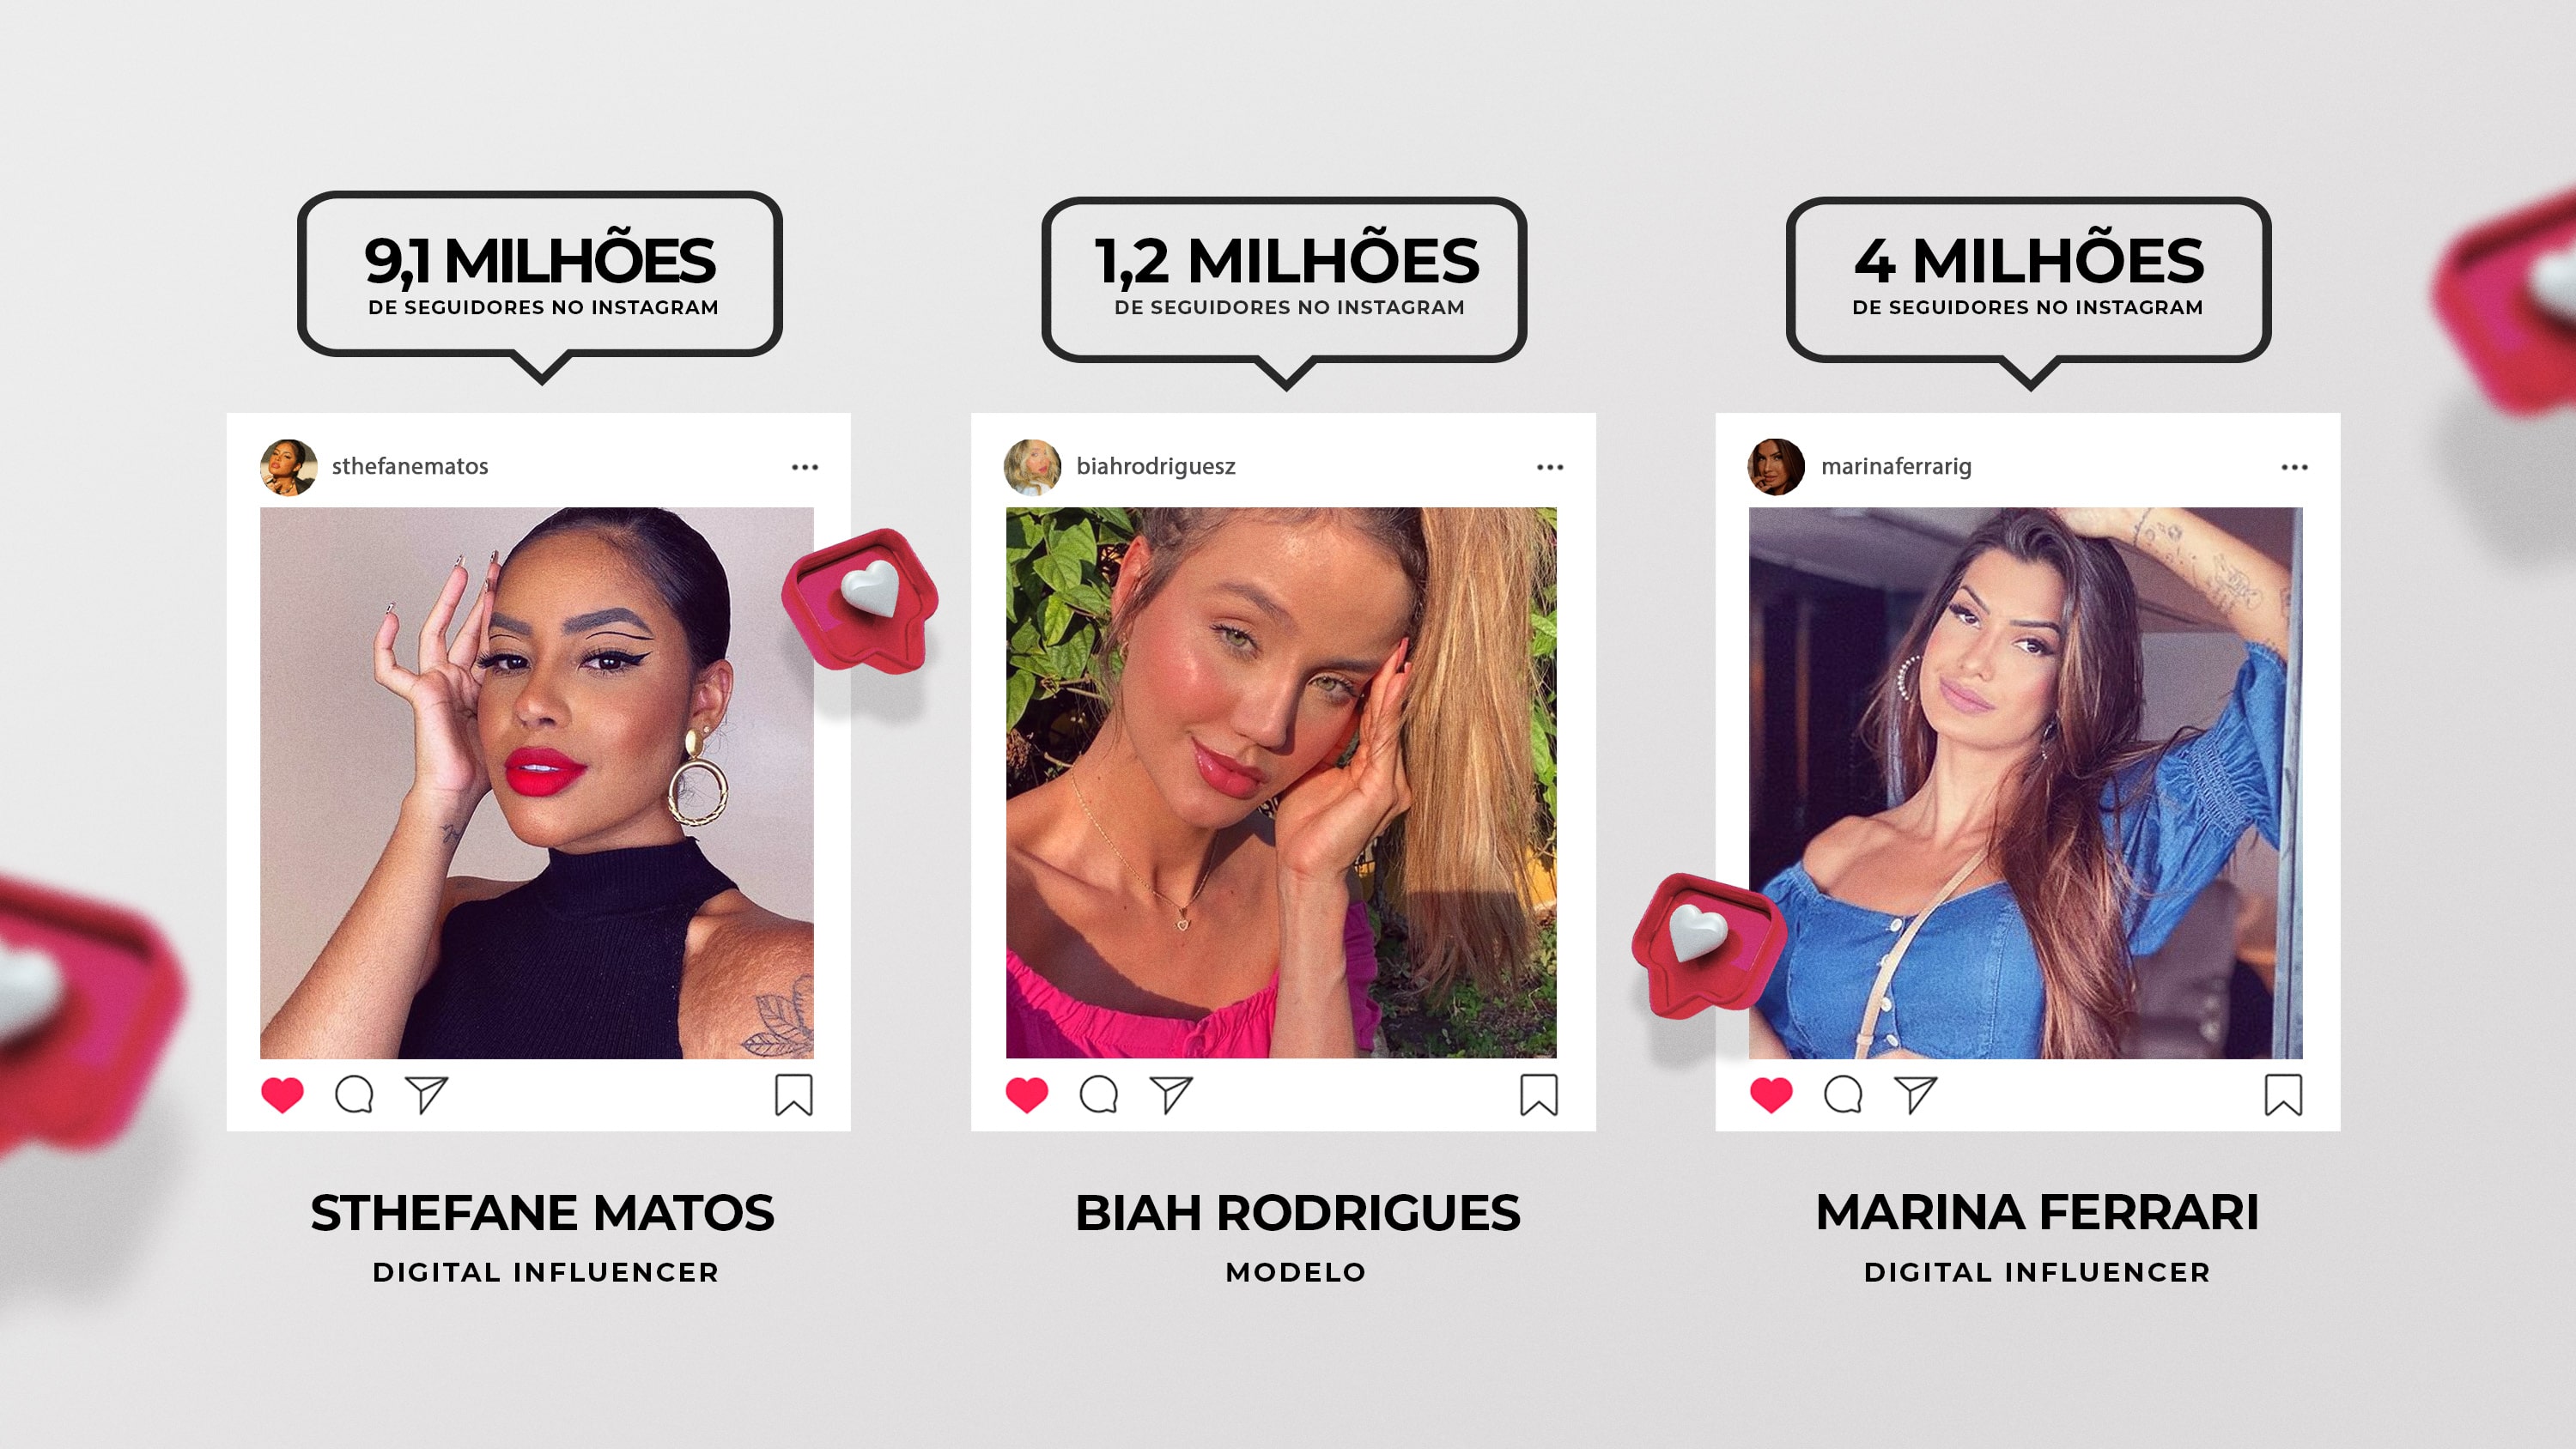 9,1 MILHÕES
DE SEGUIDORES NO INSTAGRAM
sthefanematos
STHEFANE MATOS
DIGITAL INFLUENCER
1,2 MILHÕES
DE SEGUIDORES NO INSTAGRAM
biahrodriguesz
BIAH RODRIGUES
MODELO
4 MILHÕES
DE SEGUIDORES NO INSTAGRAM
marinaferrarig
MARINA FERRARI
DIGITAL INFLUENCER